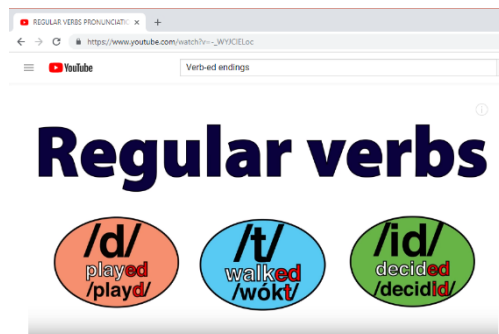 REGULAR VERBS PRONUNCIATIO
https://www.youtube.com/watch?v=-_WYJCIELoc
YouTube
Verb-ed endings
Regular verbs
/d/ /t/ /id/
played walked decided
/playd/ /wókt/ /decidId/